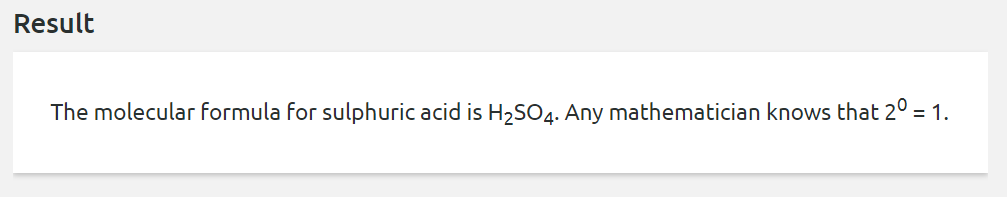 Result
The molecular formula for sulphuric acid is H₂SO₄. Any mathematician knows that 2⁰ = 1.